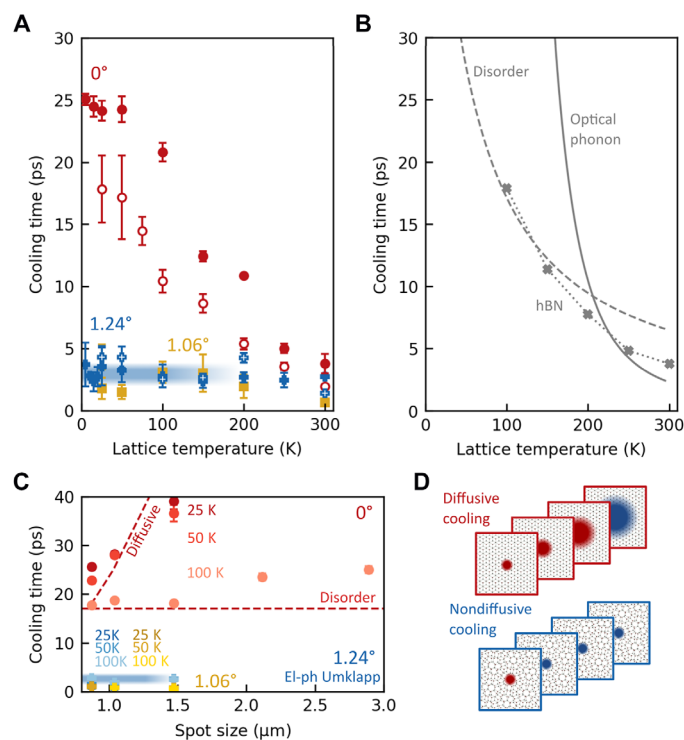 A
B
30
25
20
15
10
5
0
Cooling time (ps)
0°
1.24°
1.06°
0
50
100
150
200
250
300
Lattice temperature (K)
30
25
20
15
10
5
0
Cooling time (ps)
Disorder
Optical
phonon
hBN
0
100
200
300
Lattice temperature (K)
C
D
40
30
20
10
0
Cooling time (ps)
Diffusive
25 K
50 K
100 K
0°
Disorder
25K
25 K
50K
50 K
100K
100 K
1.24°
1.06°
El-ph Umklapp
1.0
1.5
2.0
2.5
3.0
Spot size (μm)
Diffusive
cooling
Nondiffusive
cooling